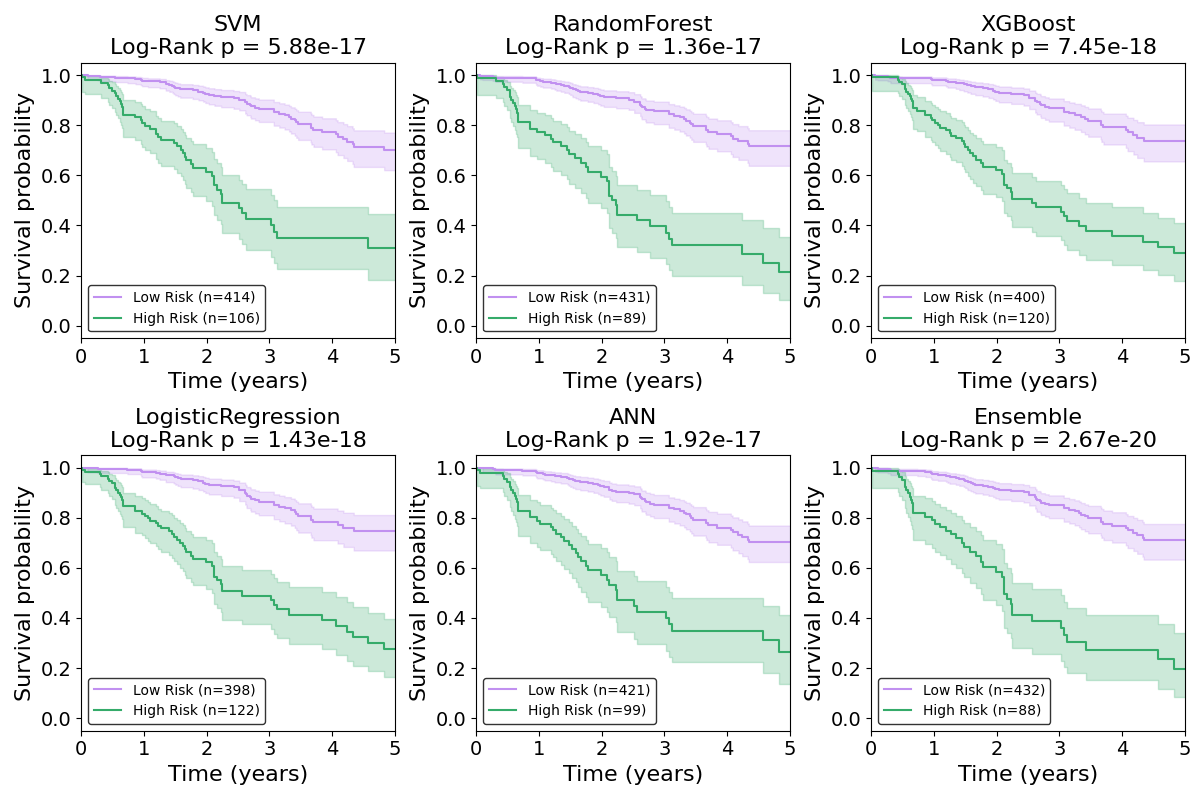 SVM
Log-Rank p = 5.88e-17
Survival probability
1.0
0.8
0.6
0.4
0.2
0.0
Low Risk (n=414)
High Risk (n=106)
0 1 2 3 4 5
Time (years)
RandomForest
Log-Rank p = 1.36e-17
Survival probability
1.0
0.8
0.6
0.4
0.2
0.0
Low Risk (n=431)
High Risk (n=89)
0 1 2 3 4 5
Time (years)
XGBoost
Log-Rank p = 7.45e-18
Survival probability
1.0
0.8
0.6
0.4
0.2
0.0
Low Risk (n=400)
High Risk (n=120)
0 1 2 3 4 5
Time (years)
LogisticRegression
Log-Rank p = 1.43e-18
Survival probability
1.0
0.8
0.6
0.4
0.2
0.0
Low Risk (n=398)
High Risk (n=122)
0 1 2 3 4 5
Time (years)
ANN
Log-Rank p = 1.92e-17
Survival probability
1.0
0.8
0.6
0.4
0.2
0.0
Low Risk (n=421)
High Risk (n=99)
0 1 2 3 4 5
Time (years)
Ensemble
Log-Rank p = 2.67e-20
Survival probability
1.0
0.8
0.6
0.4
0.2
0.0
Low Risk (n=432)
High Risk (n=88)
0 1 2 3 4 5
Time (years)